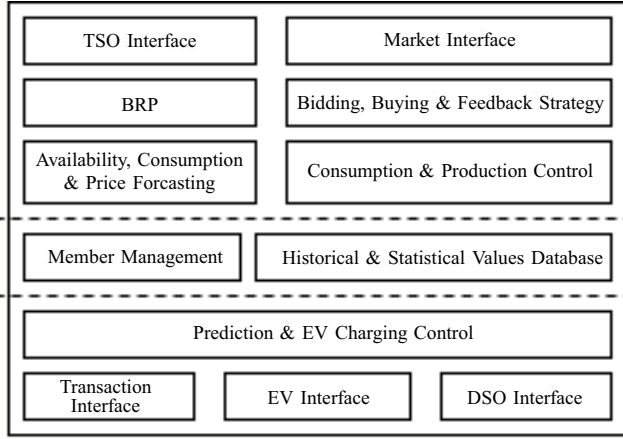 TSO Interface
Market Interface
BRP
Bidding, Buying & Feedback Strategy
Availability, Consumption
& Price Forcasting
Consumption & Production Control
Member Management
Historical & Statistical Values Database
Prediction & EV Charging Control
Transaction
Interface
EV Interface
DSO Interface